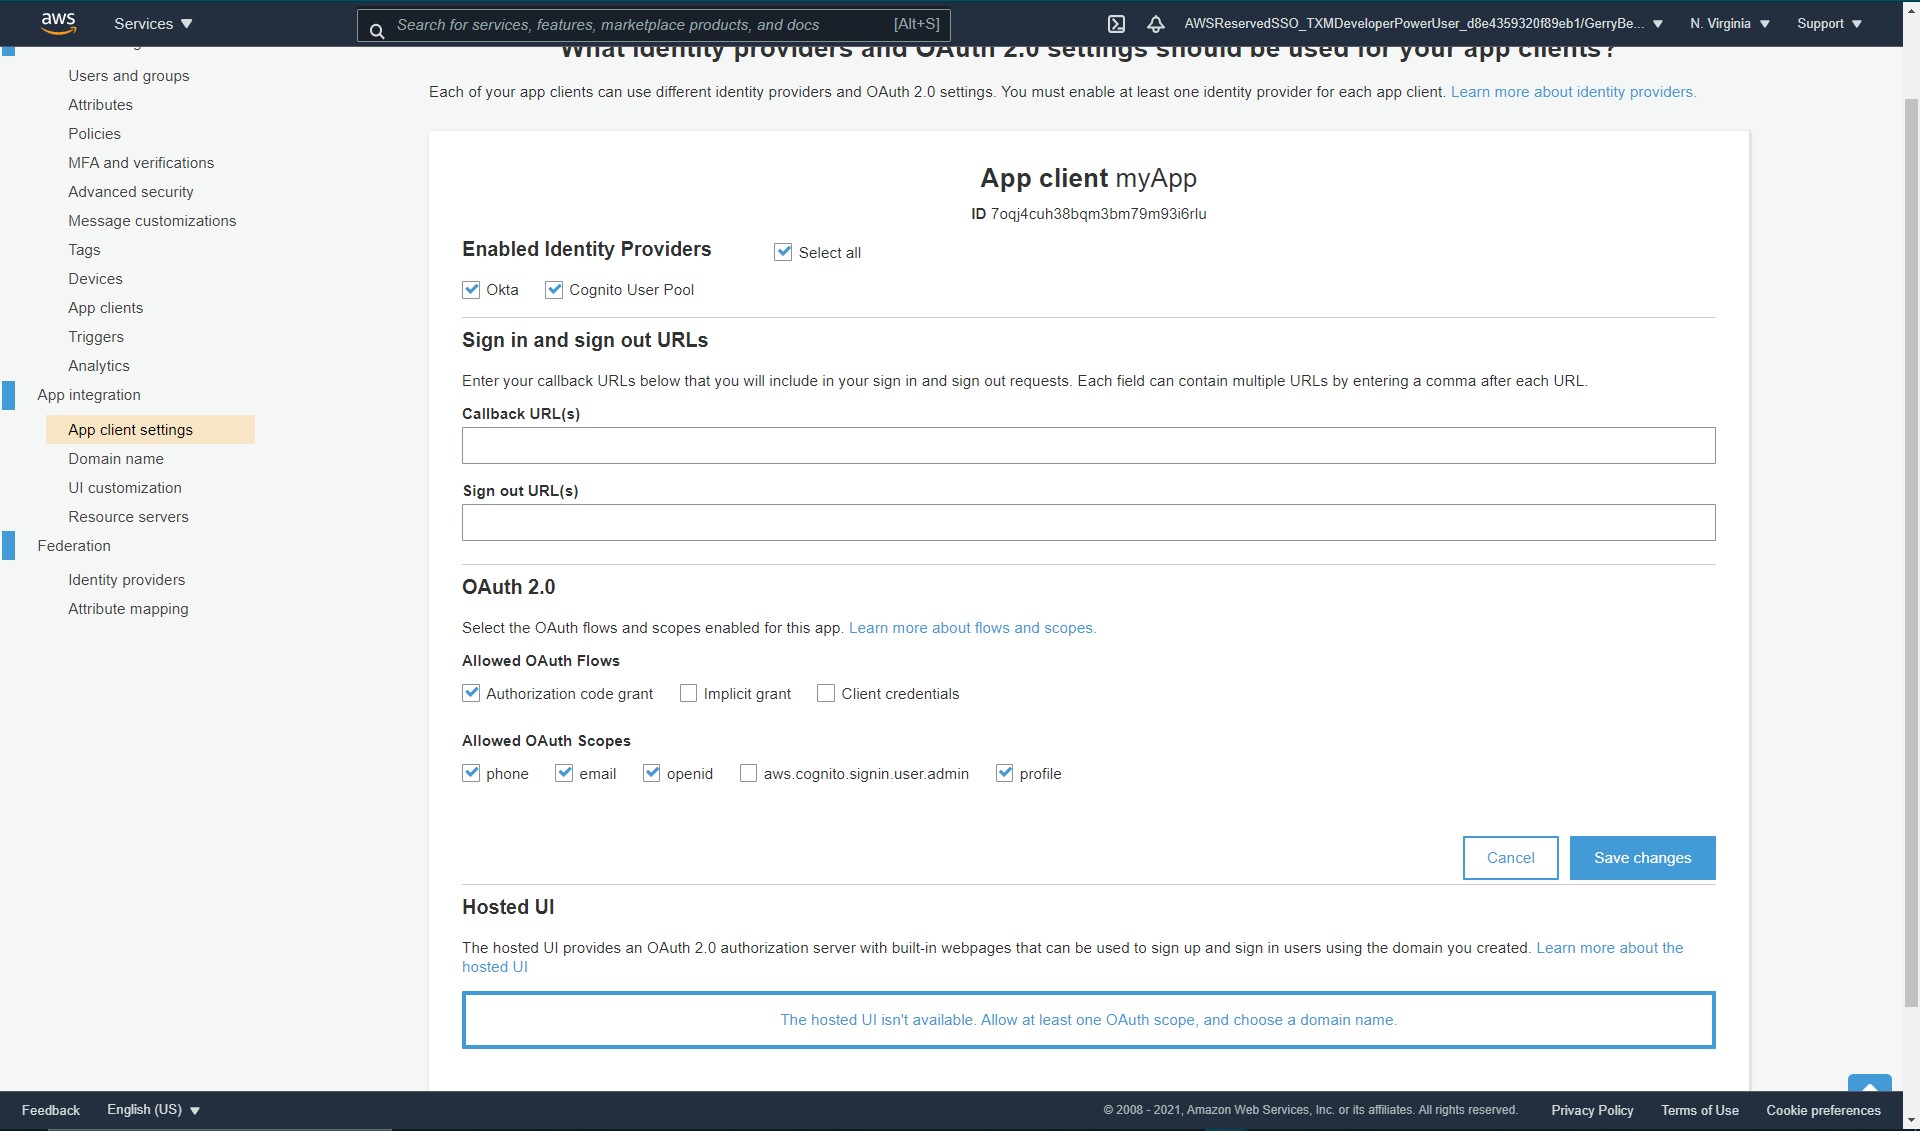 aws
Services
Search for services, features, marketplace products, and docs
[Alt+S]
AWSReservedSSO_TXMDeveloperPowerUser_d8e4359320f89eb1/GerryBe...
N. Virginia
Support
Users and groups
Attributes
Policies
MFA and verifications
Advanced security
Message customizations
Tags
Devices
App clients
Triggers
Analytics
App integration
App client settings
Domain name
UI customization
Resource servers
Federation
Identity providers
Attribute mapping
What identity providers and OAuth 2.0 settings should be used for your app clients?
Each of your app clients can use different identity providers and OAuth 2.0 settings. You must enable at least one identity provider for each app client. Learn more about identity providers.
App client myApp
ID 7oqj4cuh38bqm3bm79m93i6rlu
Enabled Identity Providers
Select all
Okta
Cognito User Pool
Sign in and sign out URLs
Enter your callback URLs below that you will include in your sign in and sign out requests. Each field can contain multiple URLs by entering a comma after each URL.
Callback URL(s)
Sign out URL(s)
OAuth 2.0
Select the OAuth flows and scopes enabled for this app. Learn more about flows and scopes.
Allowed OAuth Flows
Authorization code grant
Implicit grant
Client credentials
Allowed OAuth Scopes
phone
email
openid
aws.cognito.signin.user.admin
profile
Cancel
Save changes
Hosted UI
The hosted UI provides an OAuth 2.0 authorization server with built-in webpages that can be used to sign up and sign in users using the domain you created. Learn more about the
hosted UI
The hosted UI isn't available. Allow at least one OAuth scope, and choose a domain name.
Feedback
English (US)
© 2008 - 2021, Amazon Web Services, Inc. or its affiliates. All rights reserved.
Privacy Policy
Terms of Use
Cookie preferences